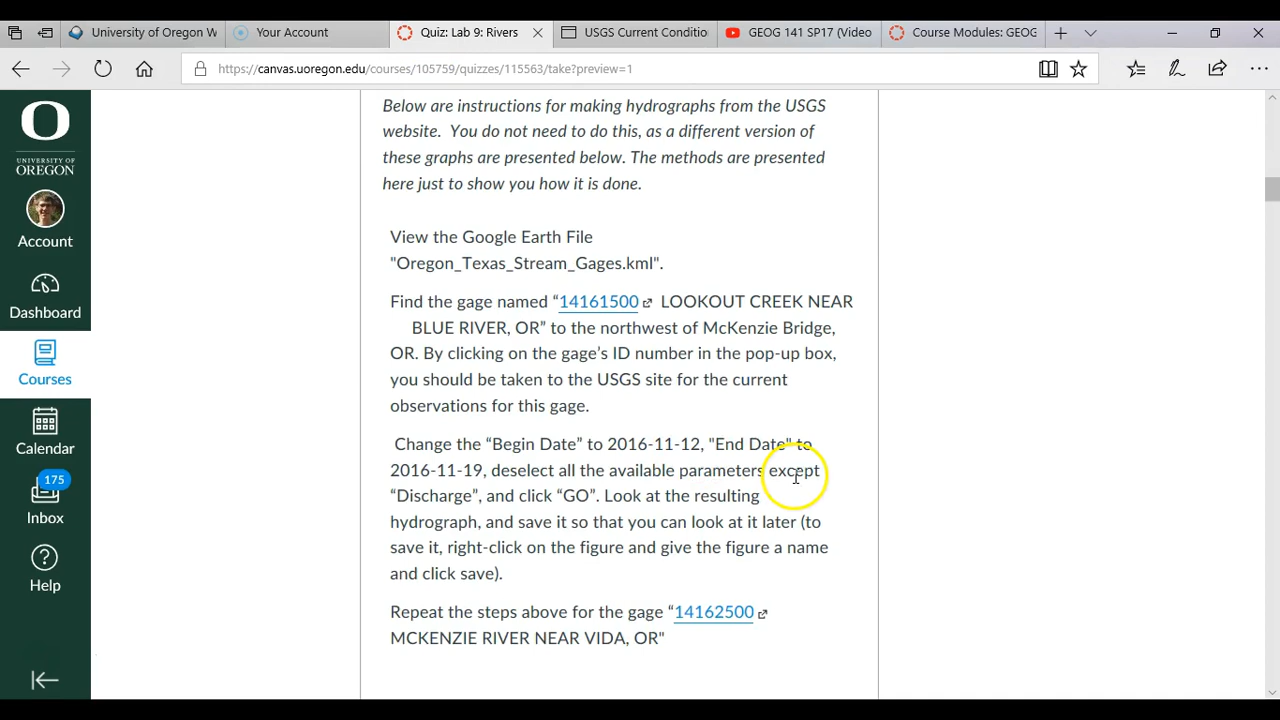 University of Oregon W
Your Account
Quiz: Lab 9: Rivers
USGS Current Conditio
GEOG 141 SP17 (Video
Course Modules: GEOG
https://canvas.uoregon.edu/courses/105759/quizzes/115563/take?preview=1
O
UNIVERSITY OF
OREGON
Account
Dashboard
Courses
Calendar
175
Inbox
Help
Below are instructions for making hydrographs from the USGS
website.  You do not need to do this, as a different version of
these graphs are presented below. The methods are presented
here just to show you how it is done.
View the Google Earth File
"Oregon_Texas_Stream_Gages.kml".
Find the gage named “14161500 LOOKOUT CREEK NEAR
BLUE RIVER, OR” to the northwest of McKenzie Bridge,
OR. By clicking on the gage’s ID number in the pop-up box,
you should be taken to the USGS site for the current
observations for this gage.
Change the “Begin Date” to 2016-11-12, "End Date" to
2016-11-19, deselect all the available parameters except
“Discharge”, and click “GO”. Look at the resulting
hydrograph, and save it so that you can look at it later (to
save it, right-click on the figure and give the figure a name
and click save).
Repeat the steps above for the gage “14162500
MCKENZIE RIVER NEAR VIDA, OR"